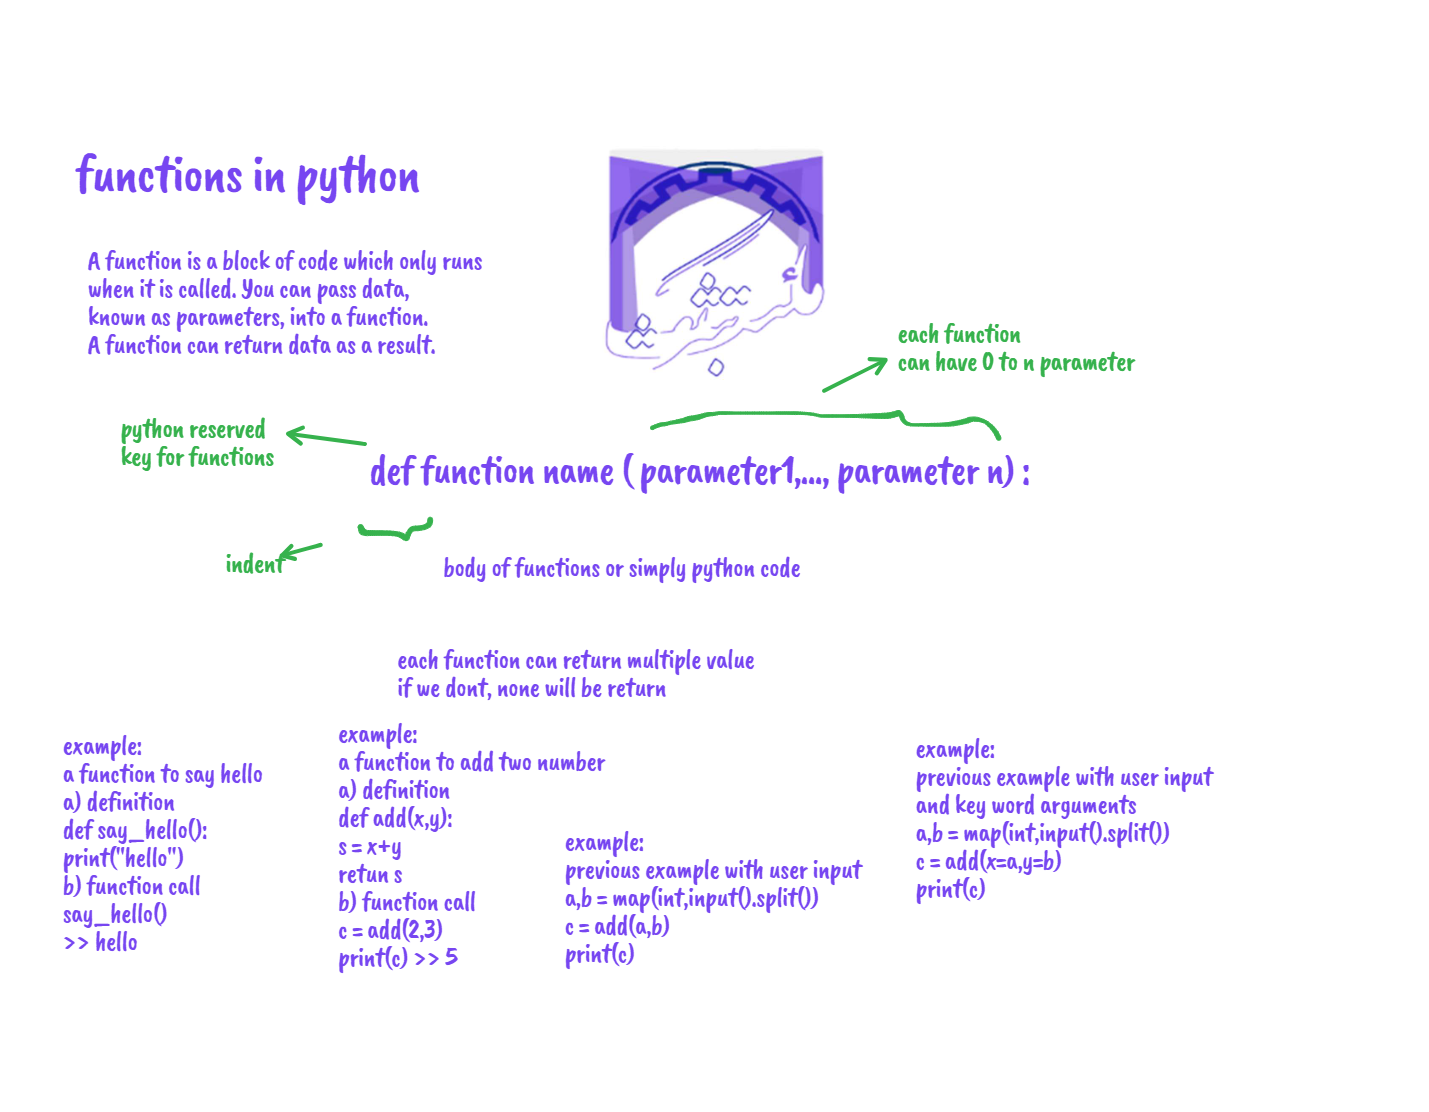 functions in python
A function is a block of code which only runs
when it is called. You can pass data,
known as parameters, into a function.
A function can return data as a result.
each function
can have 0 to n parameter
python reserved
key for functions
def function name ( parameter1,..., parameter n) :
indent
body of functions or simply python code
each function can return multiple value
if we dont, none will be return
example:
a function to say hello
a) definition
def say_hello():
print("hello")
b) function call
say_hello()
>> hello
example:
a function to add two number
a) definition
def add(x,y):
s = x+y
retun s
b) function call
c = add(2,3)
print(c) >> 5
example:
previous example with user input
a,b = map(int,input().split())
c = add(a,b)
print(c)
example:
previous example with user input
and key word arguments
a,b = map(int,input().split())
c = add(x=a,y=b)
print(c)